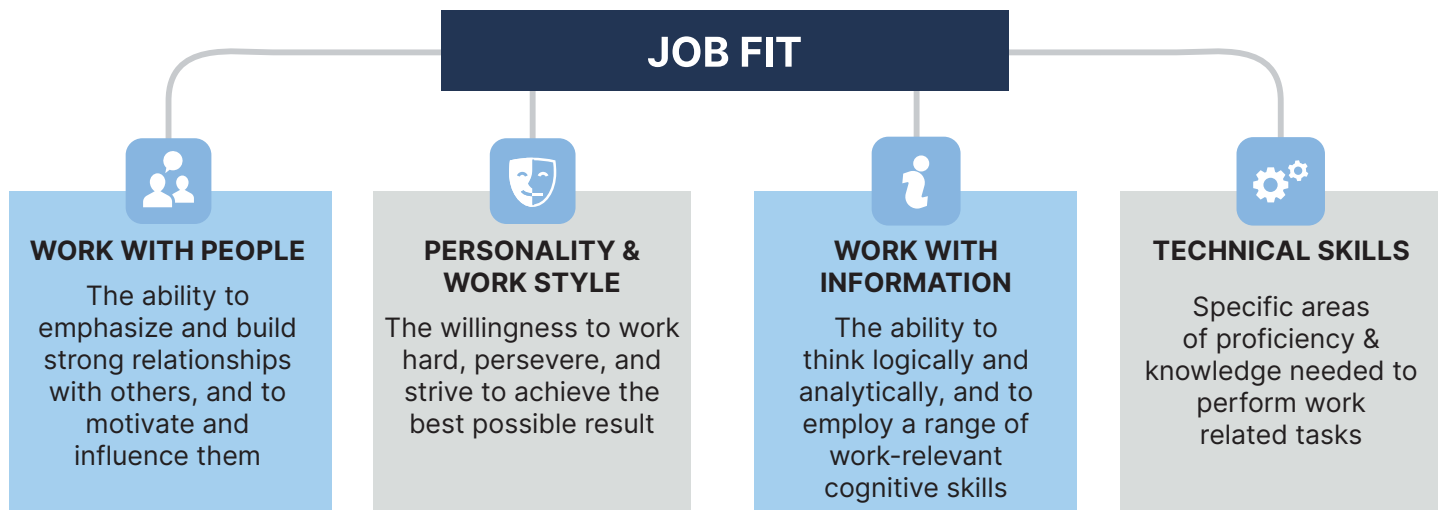 JOB FIT
WORK WITH PEOPLE
The ability to
emphasize and build
strong relationships
with others, and to
motivate and
influence them
PERSONALITY &
WORK STYLE
The willingness to work
hard, persevere, and
strive to achieve the
best possible result
WORK WITH
INFORMATION
The ability to
think logically and
analytically, and to
employ a range of
work-relevant
cognitive skills
TECHNICAL SKILLS
Specific areas
of proficiency &
knowledge needed to
perform work
related tasks